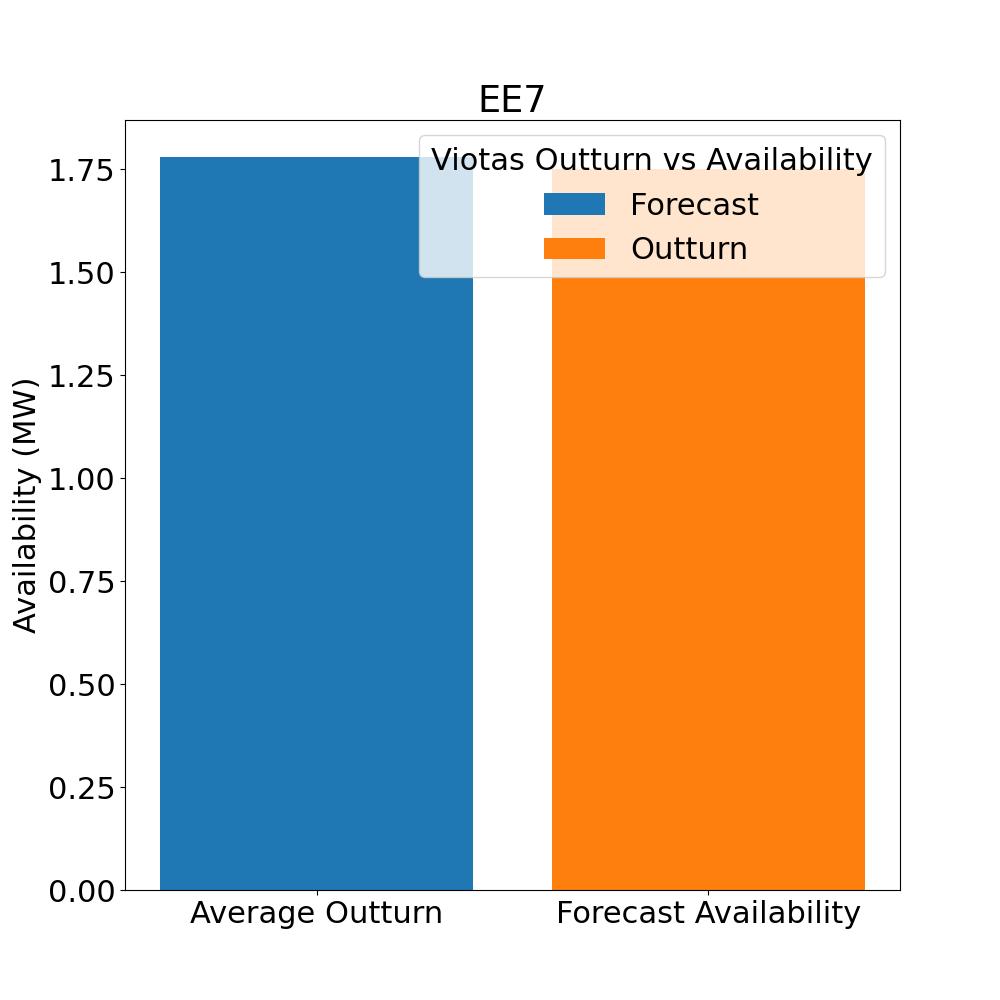 EE7
Viotas Outturn vs Availability
Forecast
Outturn
Availability (MW)
1.75
1.50
1.25
1.00
0.75
0.50
0.25
0.00
Average Outturn
Forecast Availability